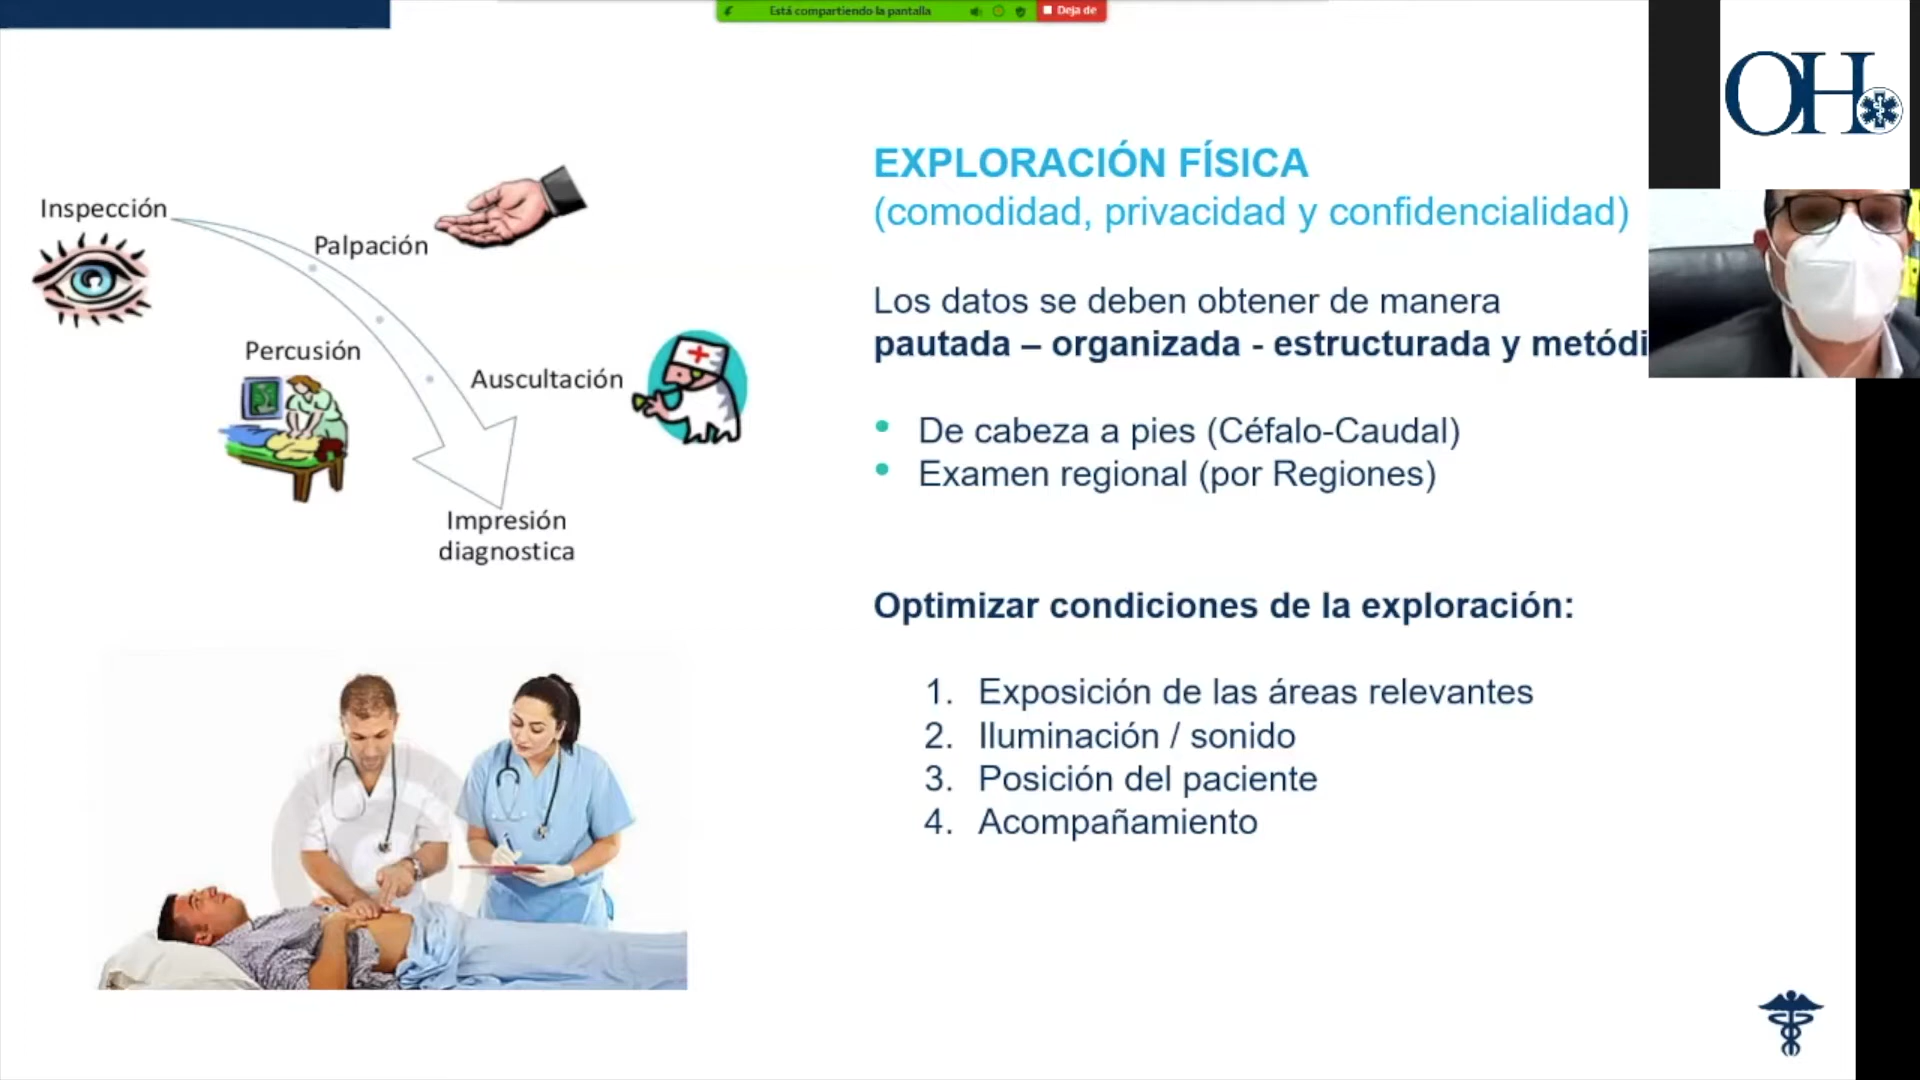 Está compartiendo la pantalla
Deja de
OH
Inspección
Palpación
Percusión
Auscultación
Impresión
diagnostica
EXPLORACIÓN FÍSICA
(comodidad, privacidad y confidencialidad)
Los datos se deben obtener de manera
pautada – organizada - estructurada y metódi
• De cabeza a pies (Céfalo-Caudal)
• Examen regional (por Regiones)
Optimizar condiciones de la exploración:
1. Exposición de las áreas relevantes
2. Iluminación / sonido
3. Posición del paciente
4. Acompañamiento